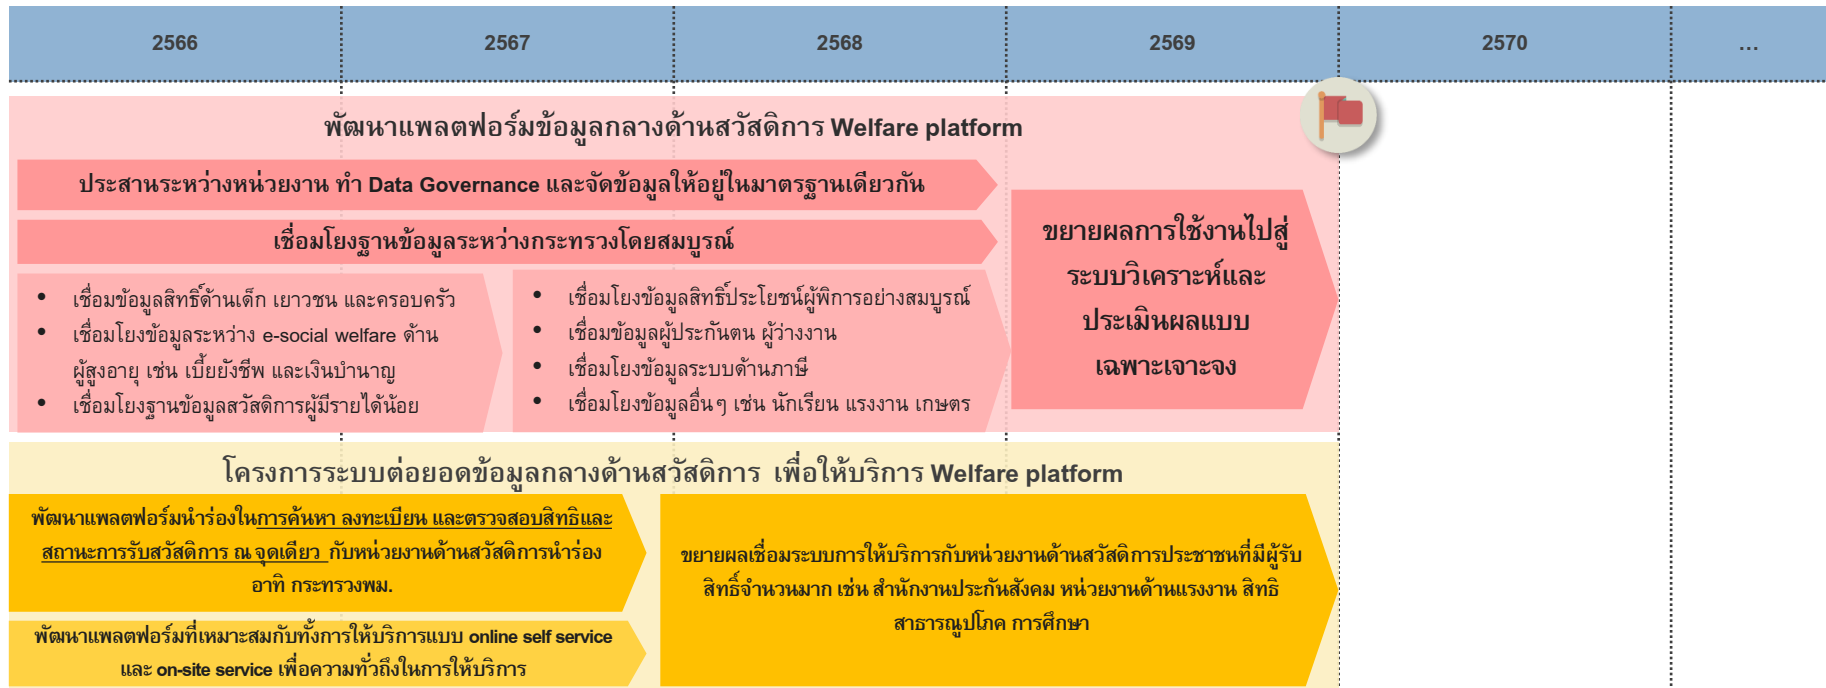 2566
2567
2568
2569
2570
...
พัฒนาแพลตฟอร์มข้อมูลกลางด้านสวัสดิการ Welfare platform
ประสานระหว่างหน่วยงาน ทำ Data Governance และจัดข้อมูลให้อยู่ในมาตรฐานเดียวกัน
เชื่อมโยงฐานข้อมูลระหว่างกระทรวงโดยสมบูรณ์
• เชื่อมข้อมูลสิทธิ์ด้านเด็ก เยาวชน และครอบครัว
• เชื่อมโยงข้อมูลระหว่าง e-social welfare ด้าน
ผู้สูงอายุ เช่น เบี้ยยังชีพ และเงินบำนาญ
• เชื่อมโยงฐานข้อมูลสวัสดิการผู้มีรายได้น้อย
• เชื่อมโยงข้อมูลสิทธิ์ประโยชน์ผู้พิการอย่างสมบูรณ์
• เชื่อมข้อมูลผู้ประกันตน ผู้ว่างงาน
• เชื่อมโยงข้อมูลระบบด้านภาษี
• เชื่อมโยงข้อมูลอื่นๆ เช่น นักเรียน แรงงาน เกษตร
ขยายผลการใช้งานไปสู่
ระบบวิเคราะห์และ
ประเมินผลแบบ
เฉพาะเจาะจง
โครงการระบบต่อยอดข้อมูลกลางด้านสวัสดิการ เพื่อให้บริการ Welfare platform
พัฒนาแพลตฟอร์มนำร่องในการค้นหา ลงทะเบียน และตรวจสอบสิทธิและ
สถานะการรับสวัสดิการ ณ จุดเดียว กับหน่วยงานด้านสวัสดิการนำร่อง
อาทิ กระทรวงพม.
พัฒนาแพลตฟอร์มที่เหมาะสมกับทั้งการให้บริการแบบ online self service
และ on-site service เพื่อความทั่วถึงในการให้บริการ
ขยายผลเชื่อมระบบการให้บริการกับหน่วยงานด้านสวัสดิการประชาชนที่มีผู้รับ
สิทธิ์จำนวนมาก เช่น สำนักงานประกันสังคม หน่วยงานด้านแรงงาน สิทธิ
สาธารณูปโภค การศึกษา